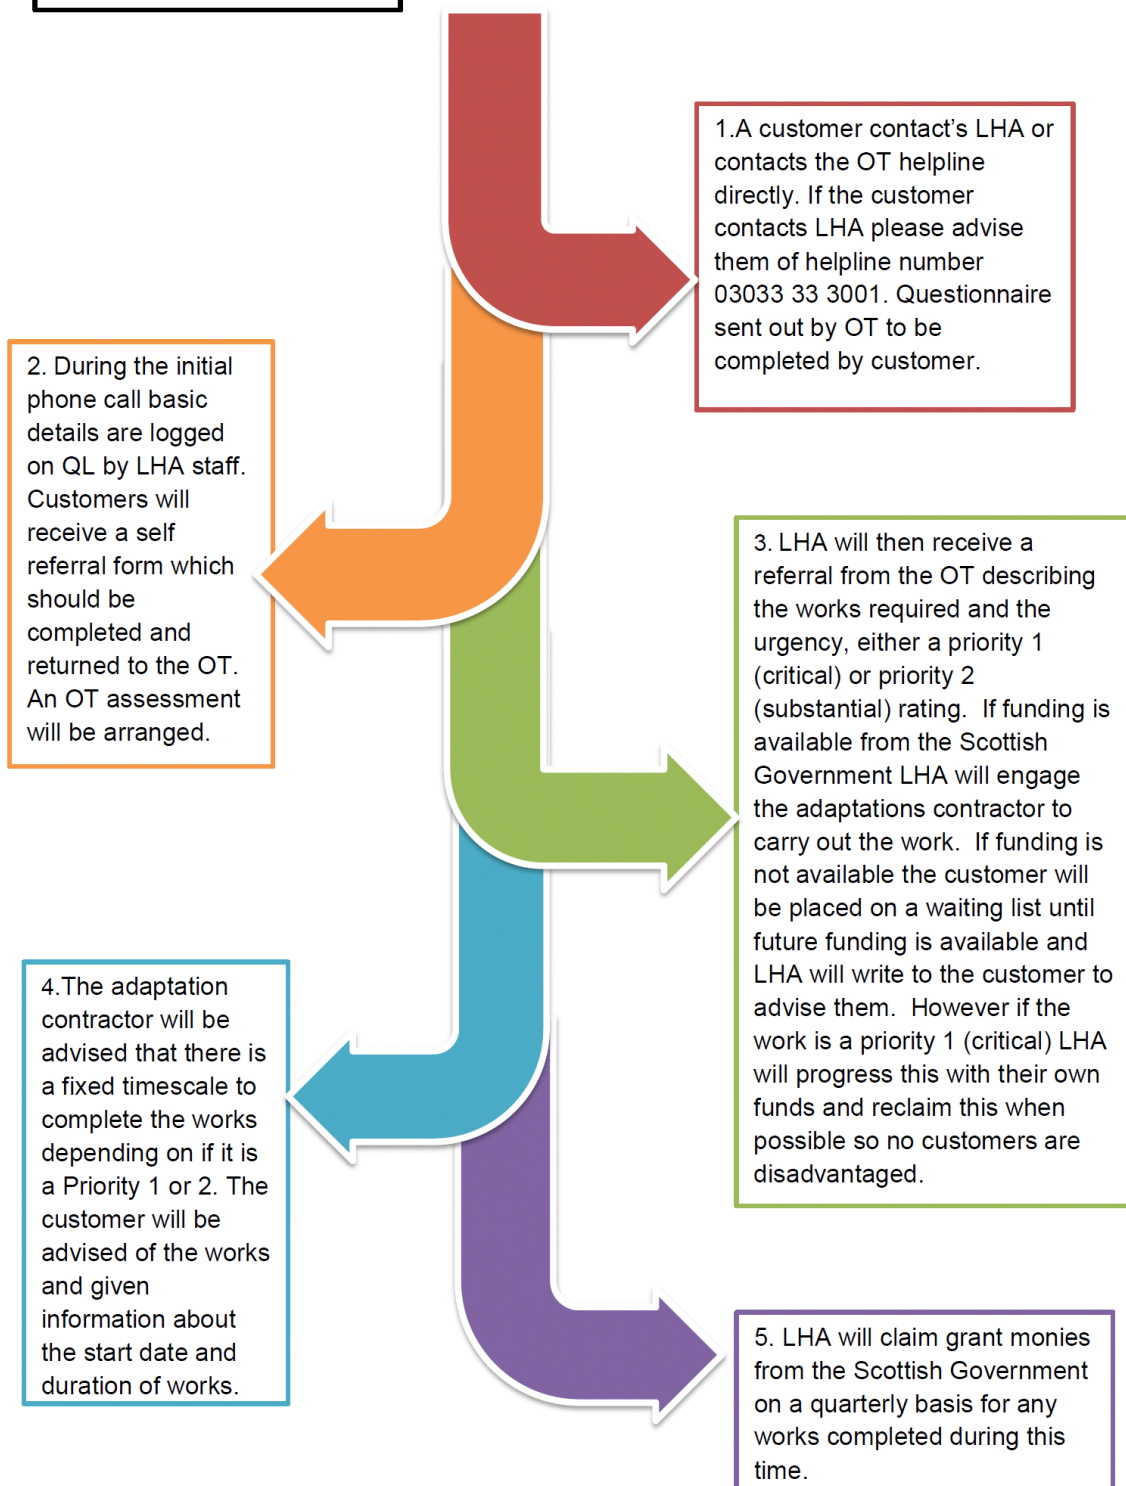 1.A customer contact's LHA or
contacts the OT helpline
directly. If the customer
contacts LHA please advise
them of helpline number
03033 33 3001. Questionnaire
sent out by OT to be
completed by customer.
2. During the initial
phone call basic
details are logged
on QL by LHA staff.
Customers will
receive a self
referral form which
should be
completed and
returned to the OT.
An OT assessment
will be arranged.
3. LHA will then receive a
referral from the OT describing
the works required and the
urgency, either a priority 1
(critical) or priority 2
(substantial) rating.  If funding is
available from the Scottish
Government LHA will engage
the adaptations contractor to
carry out the work.  If funding is
not available the customer will
be placed on a waiting list until
future funding is available and
LHA will write to the customer to
advise them.  However if the
work is a priority 1 (critical) LHA
will progress this with their own
funds and reclaim this when
possible so no customers are
disadvantaged.
4.The adaptation
contractor will be
advised that there is
a fixed timescale to
complete the works
depending on if it is
a Priority 1 or 2. The
customer will be
advised of the works
and given
information about
the start date and
duration of works.
5. LHA will claim grant monies
from the Scottish Government
on a quarterly basis for any
works completed during this
time.